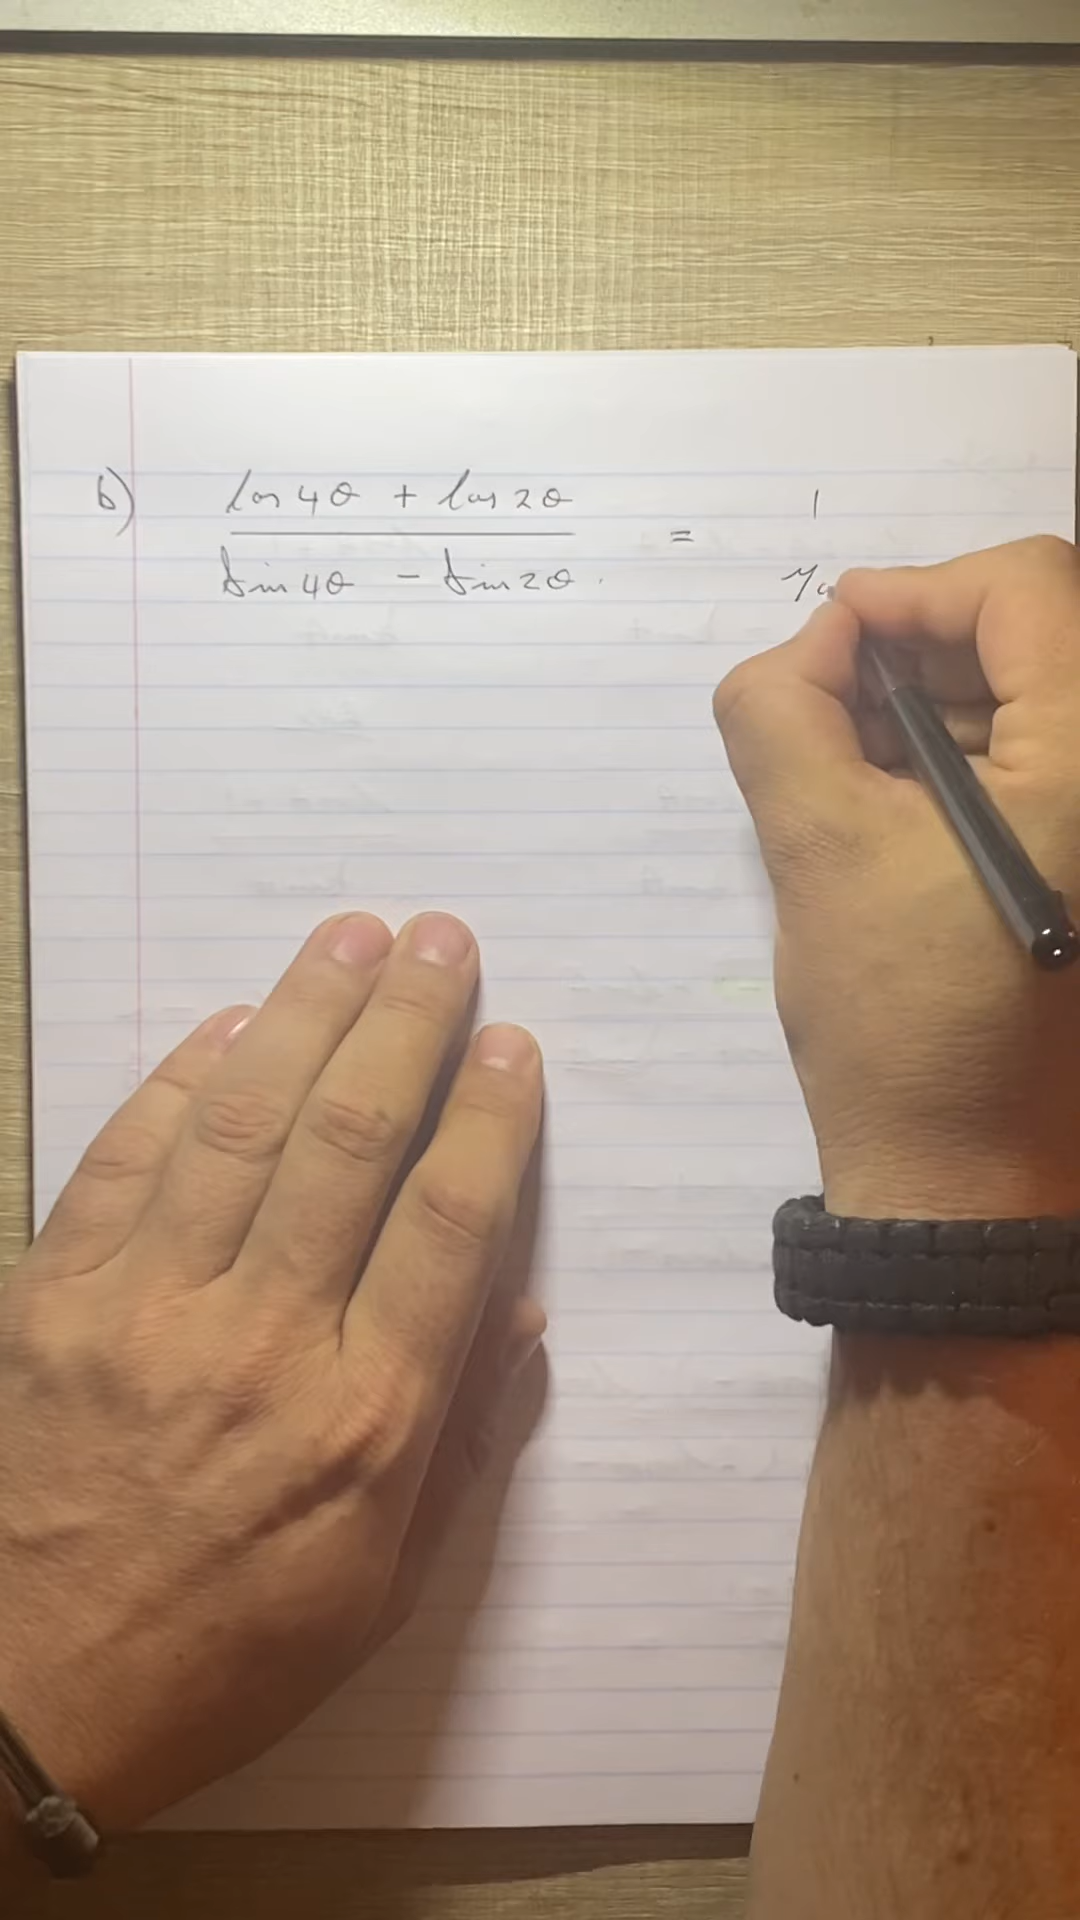 b) cos 4θ + cos 2θ
= 1
sin 4θ - sin 2θ.